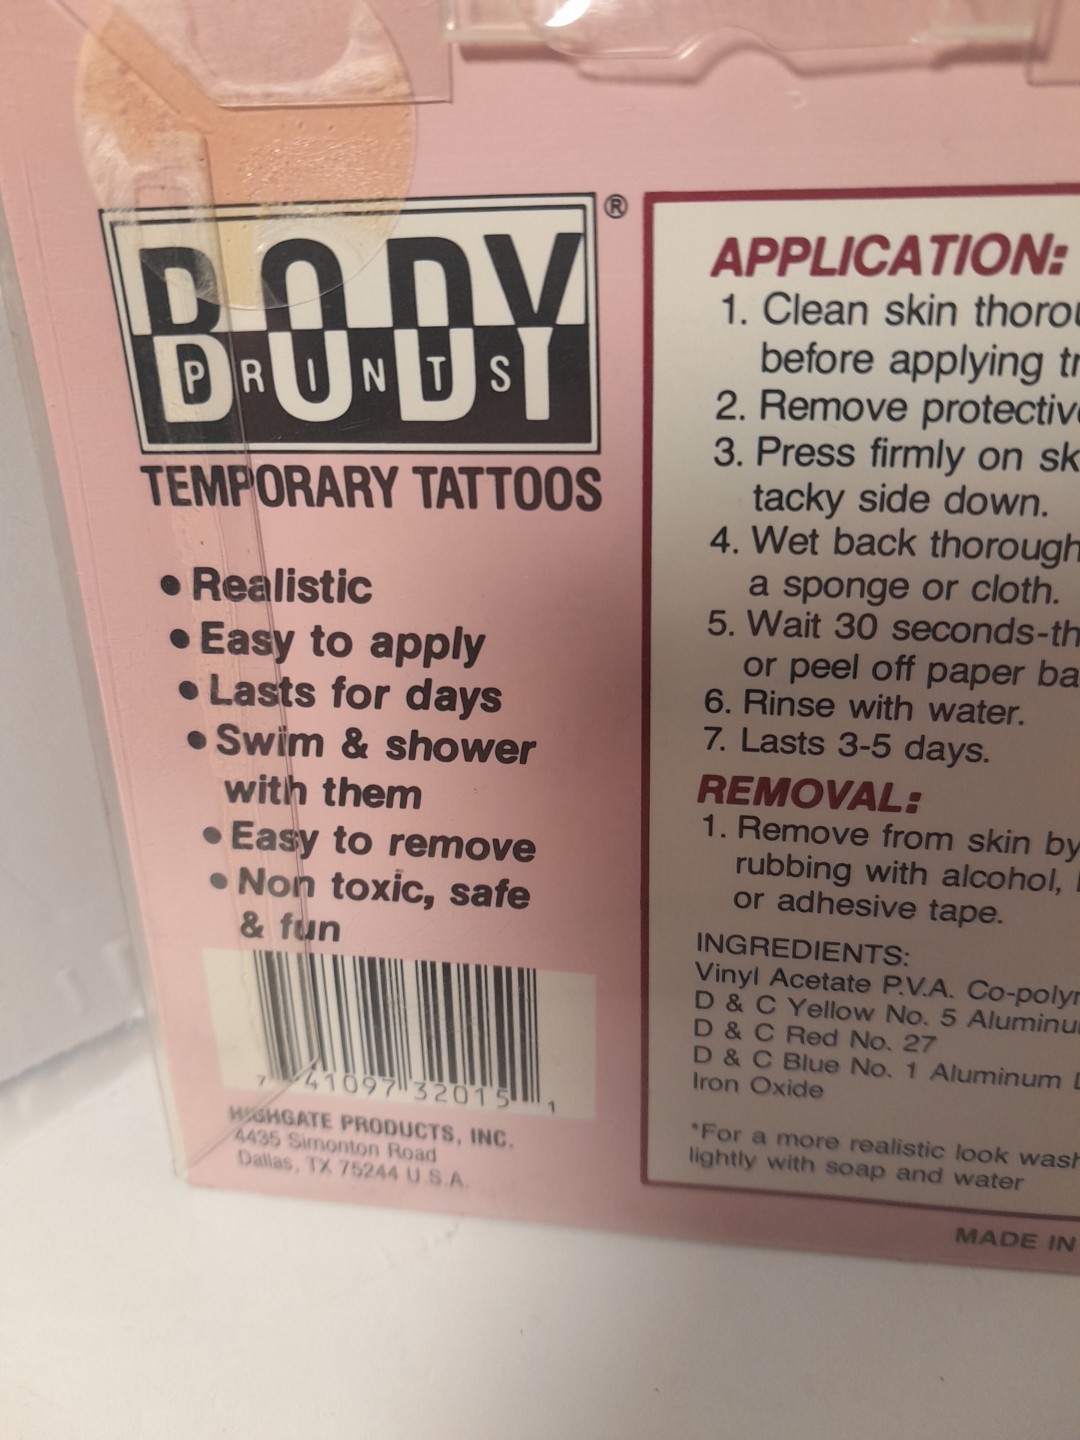 BODY
PRINTS
®
TEMPORARY TATTOOS
• Realistic
• Easy to apply
• Lasts for days
• Swim & shower
with them
• Easy to remove
• Non toxic, safe
& fun
7 41097 32015 1
HIGHGATE PRODUCTS, INC.
4435 Simonton Road
Dallas, TX 75244 U.S.A.
APPLICATION:
1. Clean skin
before applying
2. Remove
3. Press firmly on
tacky side down.
4. Wet back
a sponge or cloth.
5. Wait 30 seconds-
or peel off paper
6. Rinse with water.
7. Lasts 3-5 days.
REMOVAL:
1. Remove from skin by
rubbing with alcohol,
or adhesive tape.
INGREDIENTS:
Vinyl Acetate P.V.A.
D & C Yellow No. 5
D & C Red No. 27
D & C Blue No. 1 Aluminum
Iron Oxide
*For a more realistic look wash
lightly with soap and water
MADE IN